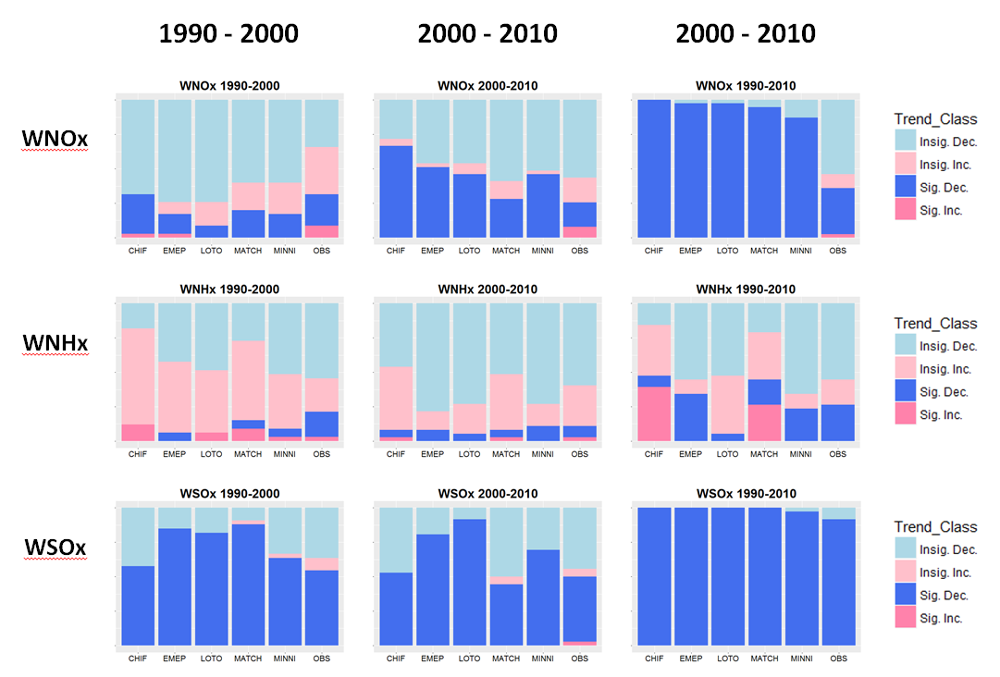 1990 - 2000 2000 - 2010 2000 - 2010
WNOx
WNOx 1990-2000 WNOx 2000-2010 WNOx 1990-2010
CHIF EMEP LOTO MATCH MINNI OBS CHIF EMEP LOTO MATCH MINNI OBS CHIF EMEP LOTO MATCH MINNI OBS
Trend_Class
Insig. Dec.
Insig. Inc.
Sig. Dec.
Sig. Inc.
WNHx
WNHx 1990-2000 WNHx 2000-2010 WNHx 1990-2010
CHIF EMEP LOTO MATCH MINNI OBS CHIF EMEP LOTO MATCH MINNI OBS CHIF EMEP LOTO MATCH MINNI OBS
Trend_Class
Insig. Dec.
Insig. Inc.
Sig. Dec.
Sig. Inc.
WSOx
WSOx 1990-2000 WSOx 2000-2010 WSOx 1990-2010
CHIF EMEP LOTO MATCH MINNI OBS CHIF EMEP LOTO MATCH MINNI OBS CHIF EMEP LOTO MATCH MINNI OBS
Trend_Class
Insig. Dec.
Insig. Inc.
Sig. Dec.
Sig. Inc.